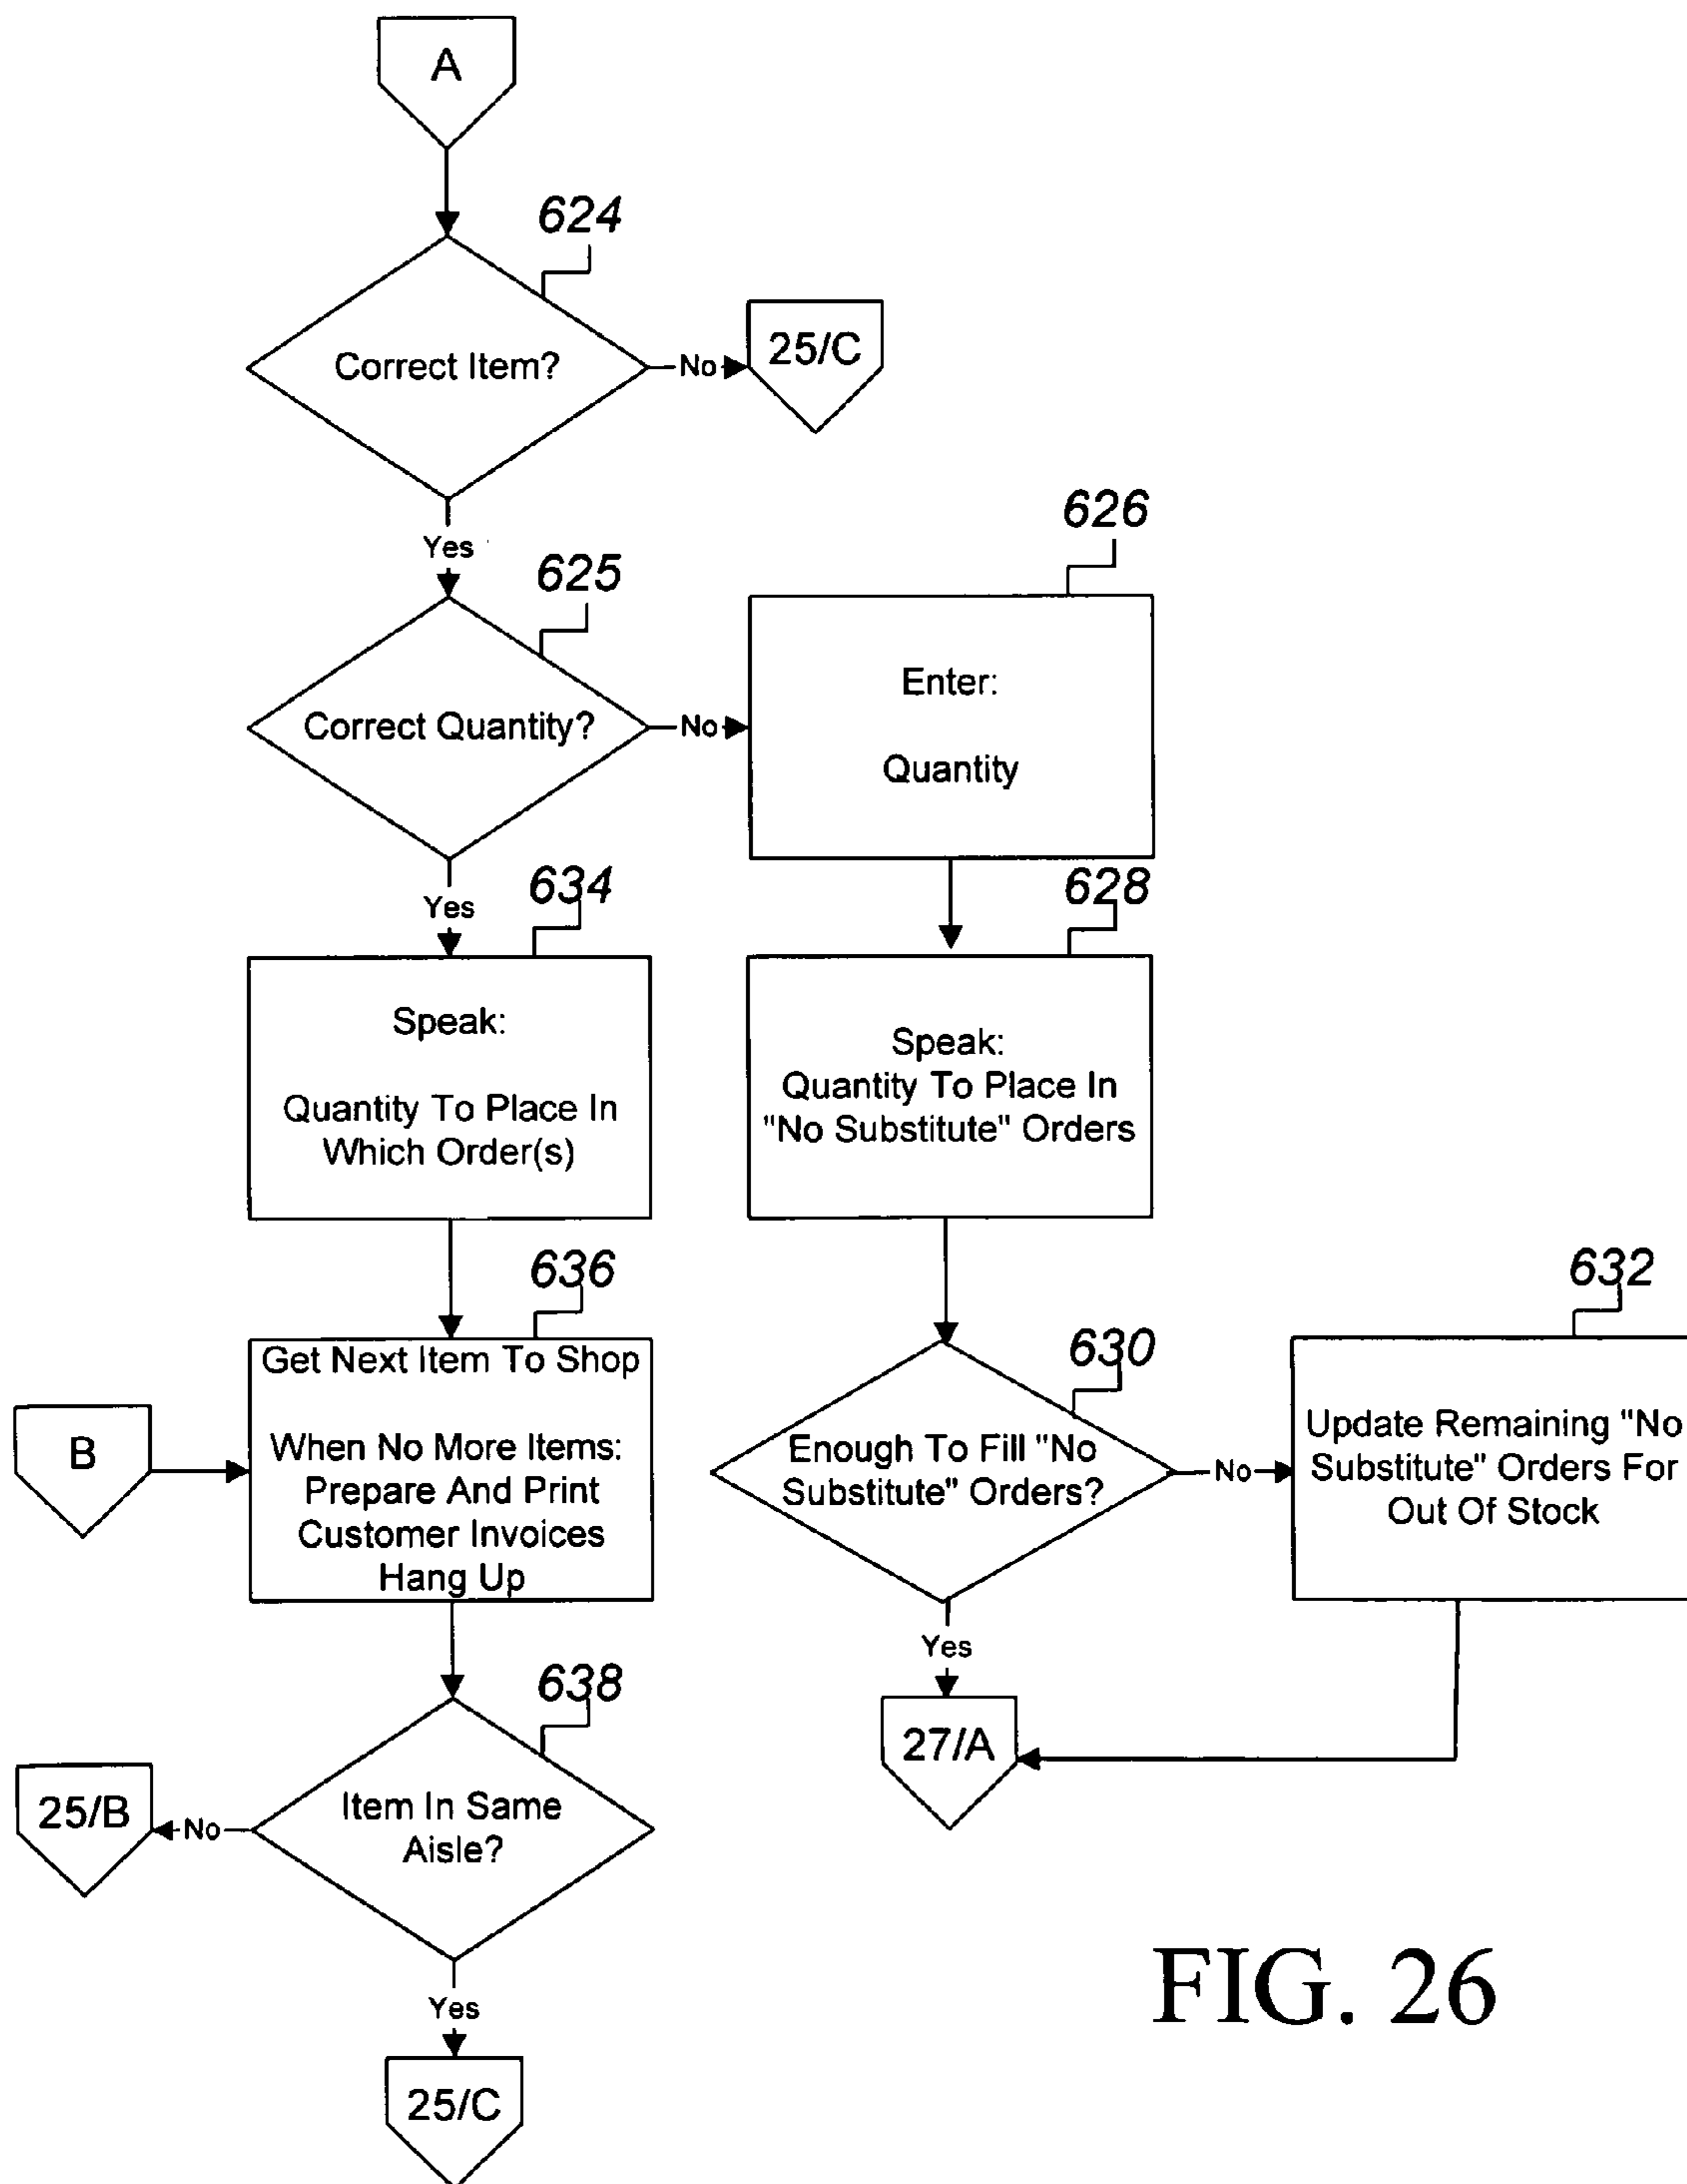 A
624
Correct Item?
No
25/C
Yes
625
Correct Quantity?
No
626
Enter:
Quantity
Yes
634
Speak:
Quantity To Place In
Which Order(s)
628
Speak:
Quantity To Place In
"No Substitute" Orders
636
Get Next Item To Shop
When No More Items:
Prepare And Print
Customer Invoices
Hang Up
B
630
Enough To Fill "No
Substitute" Orders?
No
632
Update Remaining "No
Substitute" Orders For
Out Of Stock
Yes
27/A
638
Item In Same
Aisle?
No
25/B
Yes
25/C
FIG. 26